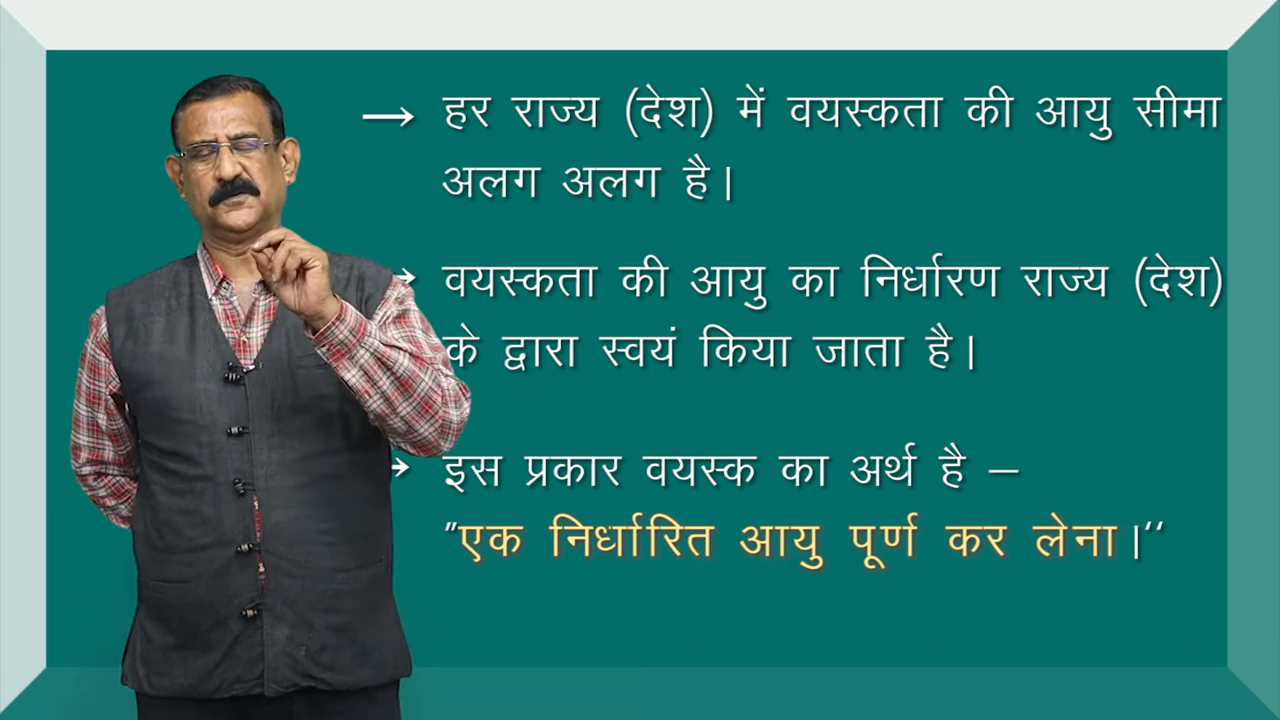 → हर राज्य (देश) में वयस्कता की आयु सीमा
अलग अलग है।
→ वयस्कता की आयु का निर्धारण राज्य (देश)
के द्वारा स्वयं किया जाता है।
→ इस प्रकार वयस्क का अर्थ है –
"एक निर्धारित आयु पूर्ण कर लेना।‘‘